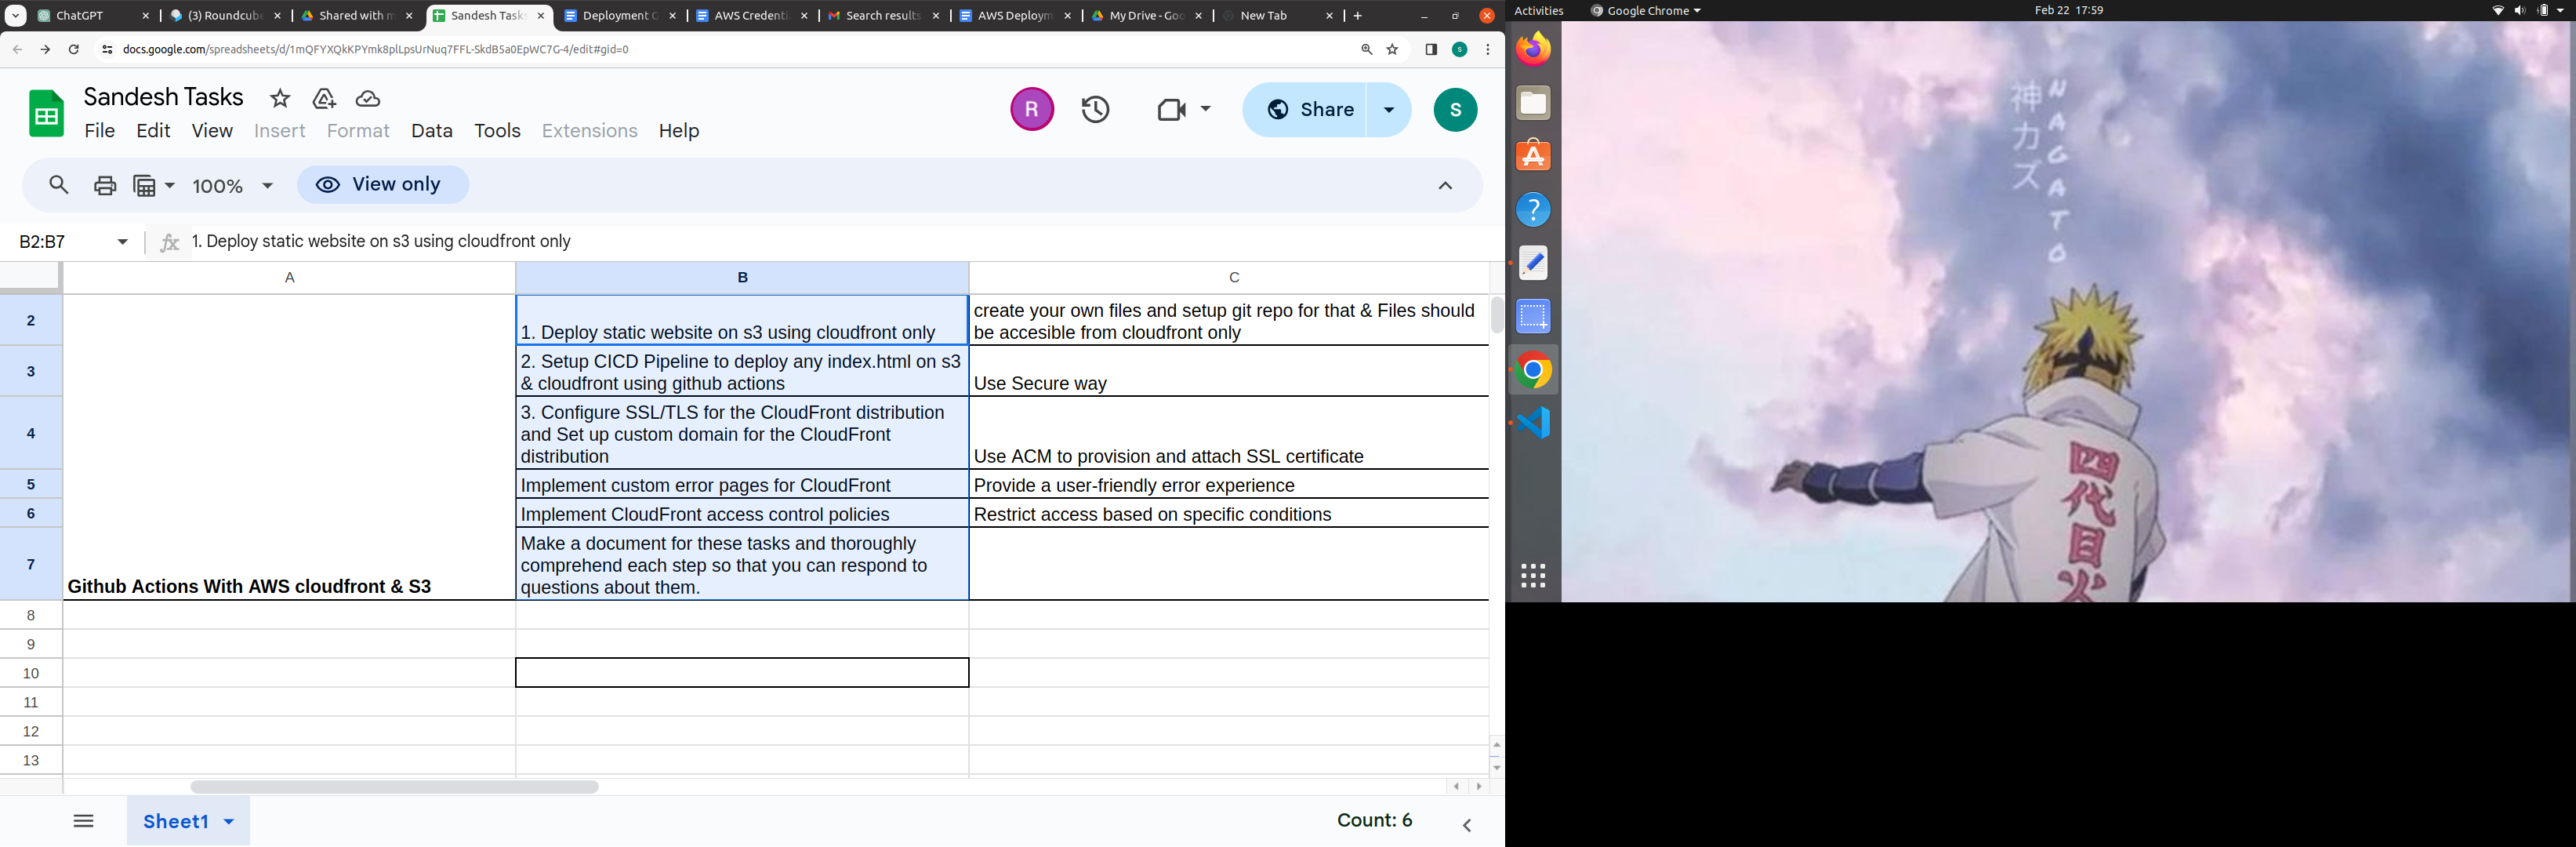 ChatGPT
(3) Roundcube
Shared with m
Sandesh Tasks
Deployment G
AWS Credenti
Search results
AWS Deploym
My Drive - Goo
New Tab
docs.google.com/spreadsheets/d/1mQFYXQkKPYmk8plLpsUrNuq7FFL-SkdB5a0EpWC7G-4/edit#gid=0
S
Sandesh Tasks
R
Share
S
File Edit View Insert Format Data Tools Extensions Help
100%
View only
B2:B7
fx
1. Deploy static website on s3 using cloudfront only
A B C
2
1. Deploy static website on s3 using cloudfront only
create your own files and setup git repo for that & Files should
be accesible from cloudfront only
3
2. Setup CICD Pipeline to deploy any index.html on s3
& cloudfront using github actions
Use Secure way
4
3. Configure SSL/TLS for the CloudFront distribution
and Set up custom domain for the CloudFront
distribution
Use ACM to provision and attach SSL certificate
5
Implement custom error pages for CloudFront
Provide a user-friendly error experience
6
Implement CloudFront access control policies
Restrict access based on specific conditions
7
Github Actions With AWS cloudfront & S3
Make a document for these tasks and thoroughly
comprehend each step so that you can respond to
questions about them.
8
9
10
11
12
13
Sheet1
Count: 6
Activities
Google Chrome
Feb 22 17:59
神カズ
NAGATO
四代目火